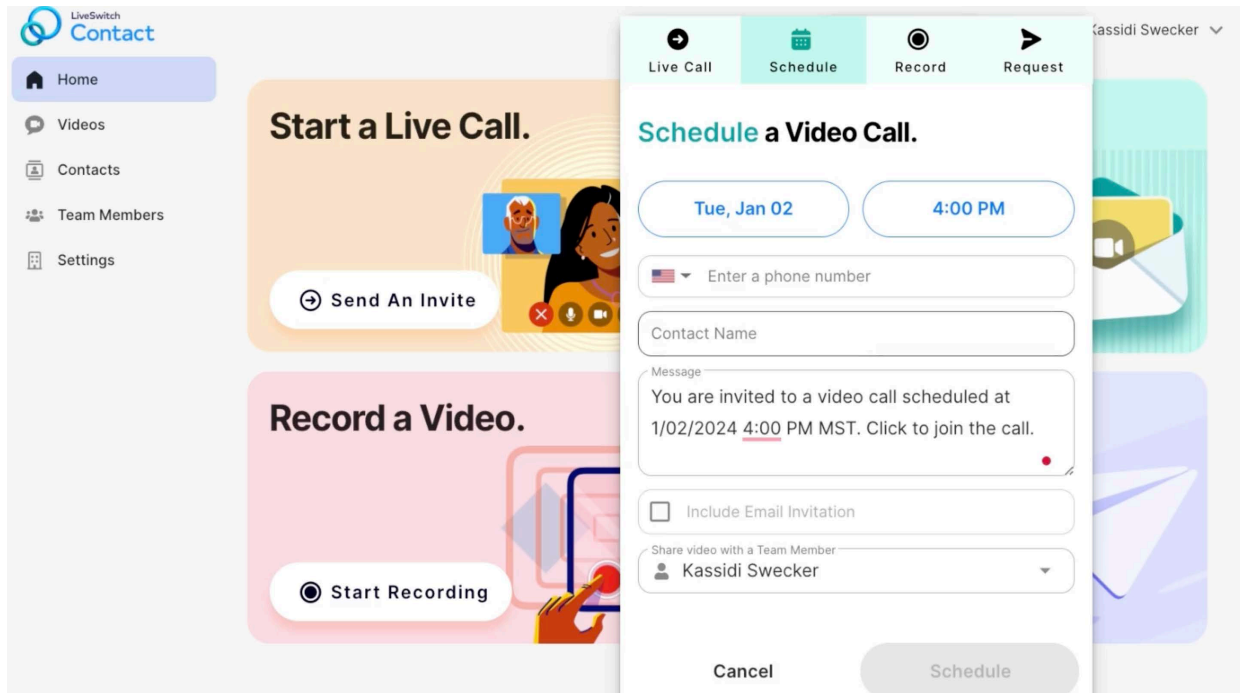 LiveSwitch
Contact
Home
Videos
Contacts
Team Members
Settings
Start a Live Call.
Send An Invite
Record a Video.
Start Recording
Kassidi Swecker
Live Call
Schedule
Record
Request
Schedule a Video Call.
Tue, Jan 02
4:00 PM
Enter a phone number
Contact Name
Message
You are invited to a video call scheduled at
1/02/2024 4:00 PM MST. Click to join the call.
Include Email Invitation
Share video with a Team Member
Kassidi Swecker
Cancel
Schedule